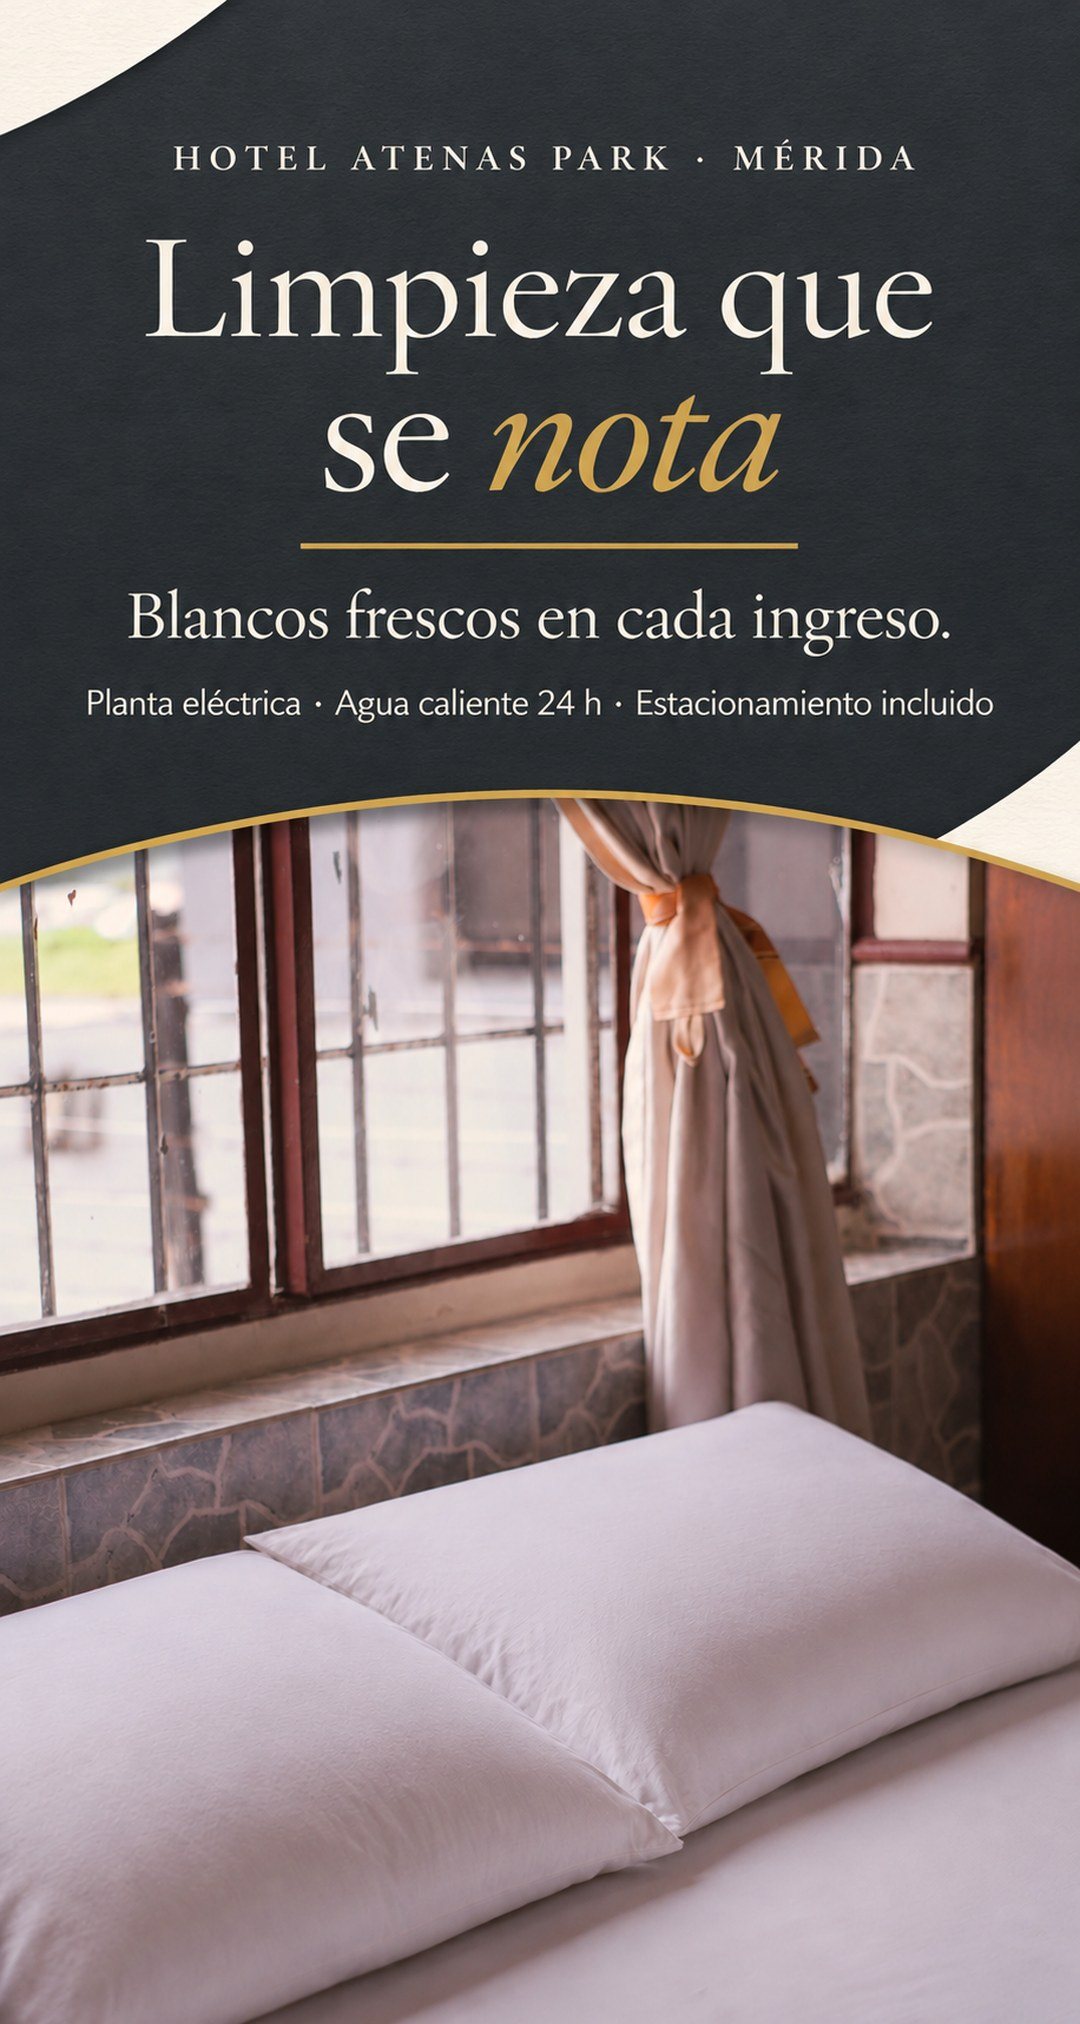 HOTEL ATENAS PARK · MÉRIDA
Limpieza que
se nota
Blancos frescos en cada ingreso.
Planta eléctrica · Agua caliente 24 h · Estacionamiento incluido